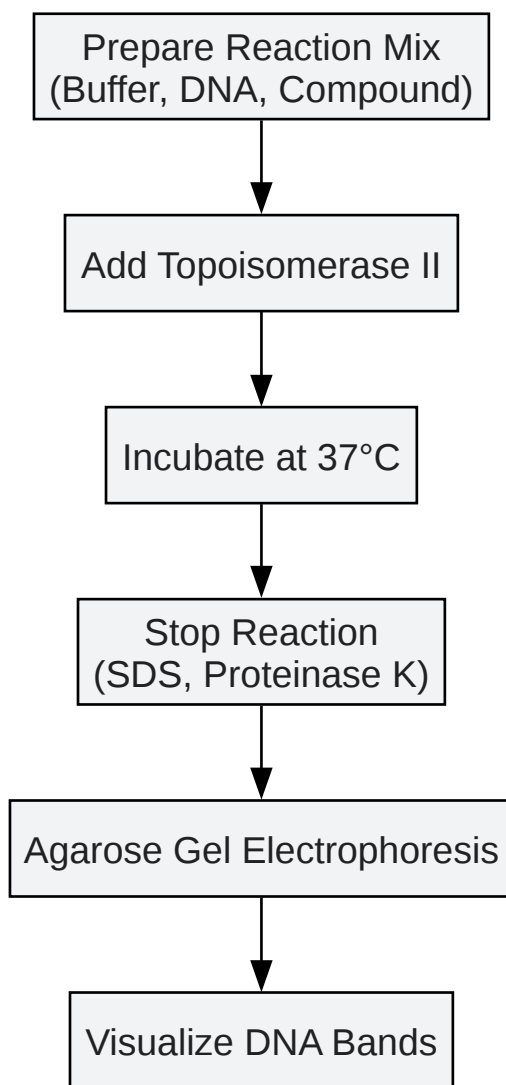 Prepare Reaction Mix
(Buffer, DNA, Compound)
Add Topoisomerase II
Incubate at 37°C
Stop Reaction
(SDS, Proteinase K)
Agarose Gel Electrophoresis
Visualize DNA Bands